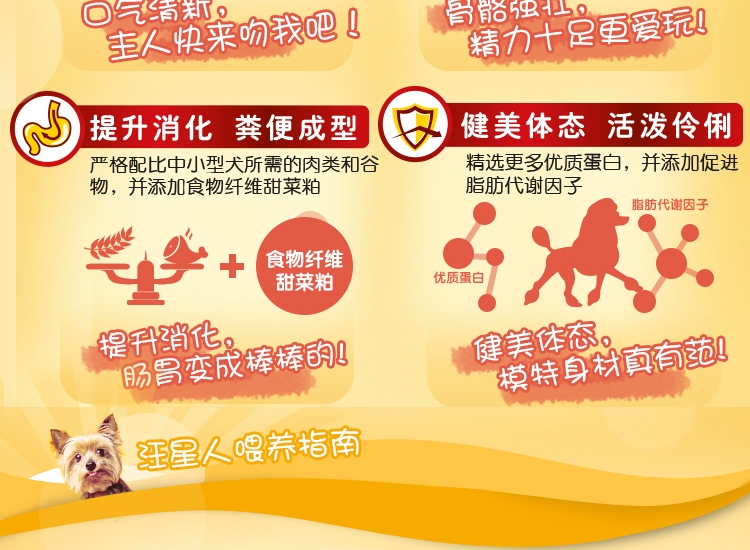 口气清新，
主人快来吻我吧！
骨骼强壮，
精力十足更爱玩！
提升消化 粪便成型
严格配比中小型犬所需的肉类和谷
物，并添加食物纤维甜菜粕
食物纤维
甜菜粕
提升消化，
肠胃变成棒棒的！
健美体态 活泼伶俐
精选更多优质蛋白，并添加促进
脂肪代谢因子
脂肪代谢因子
优质蛋白
健美体态，
模特身材真有范！
汪星人喂养指南